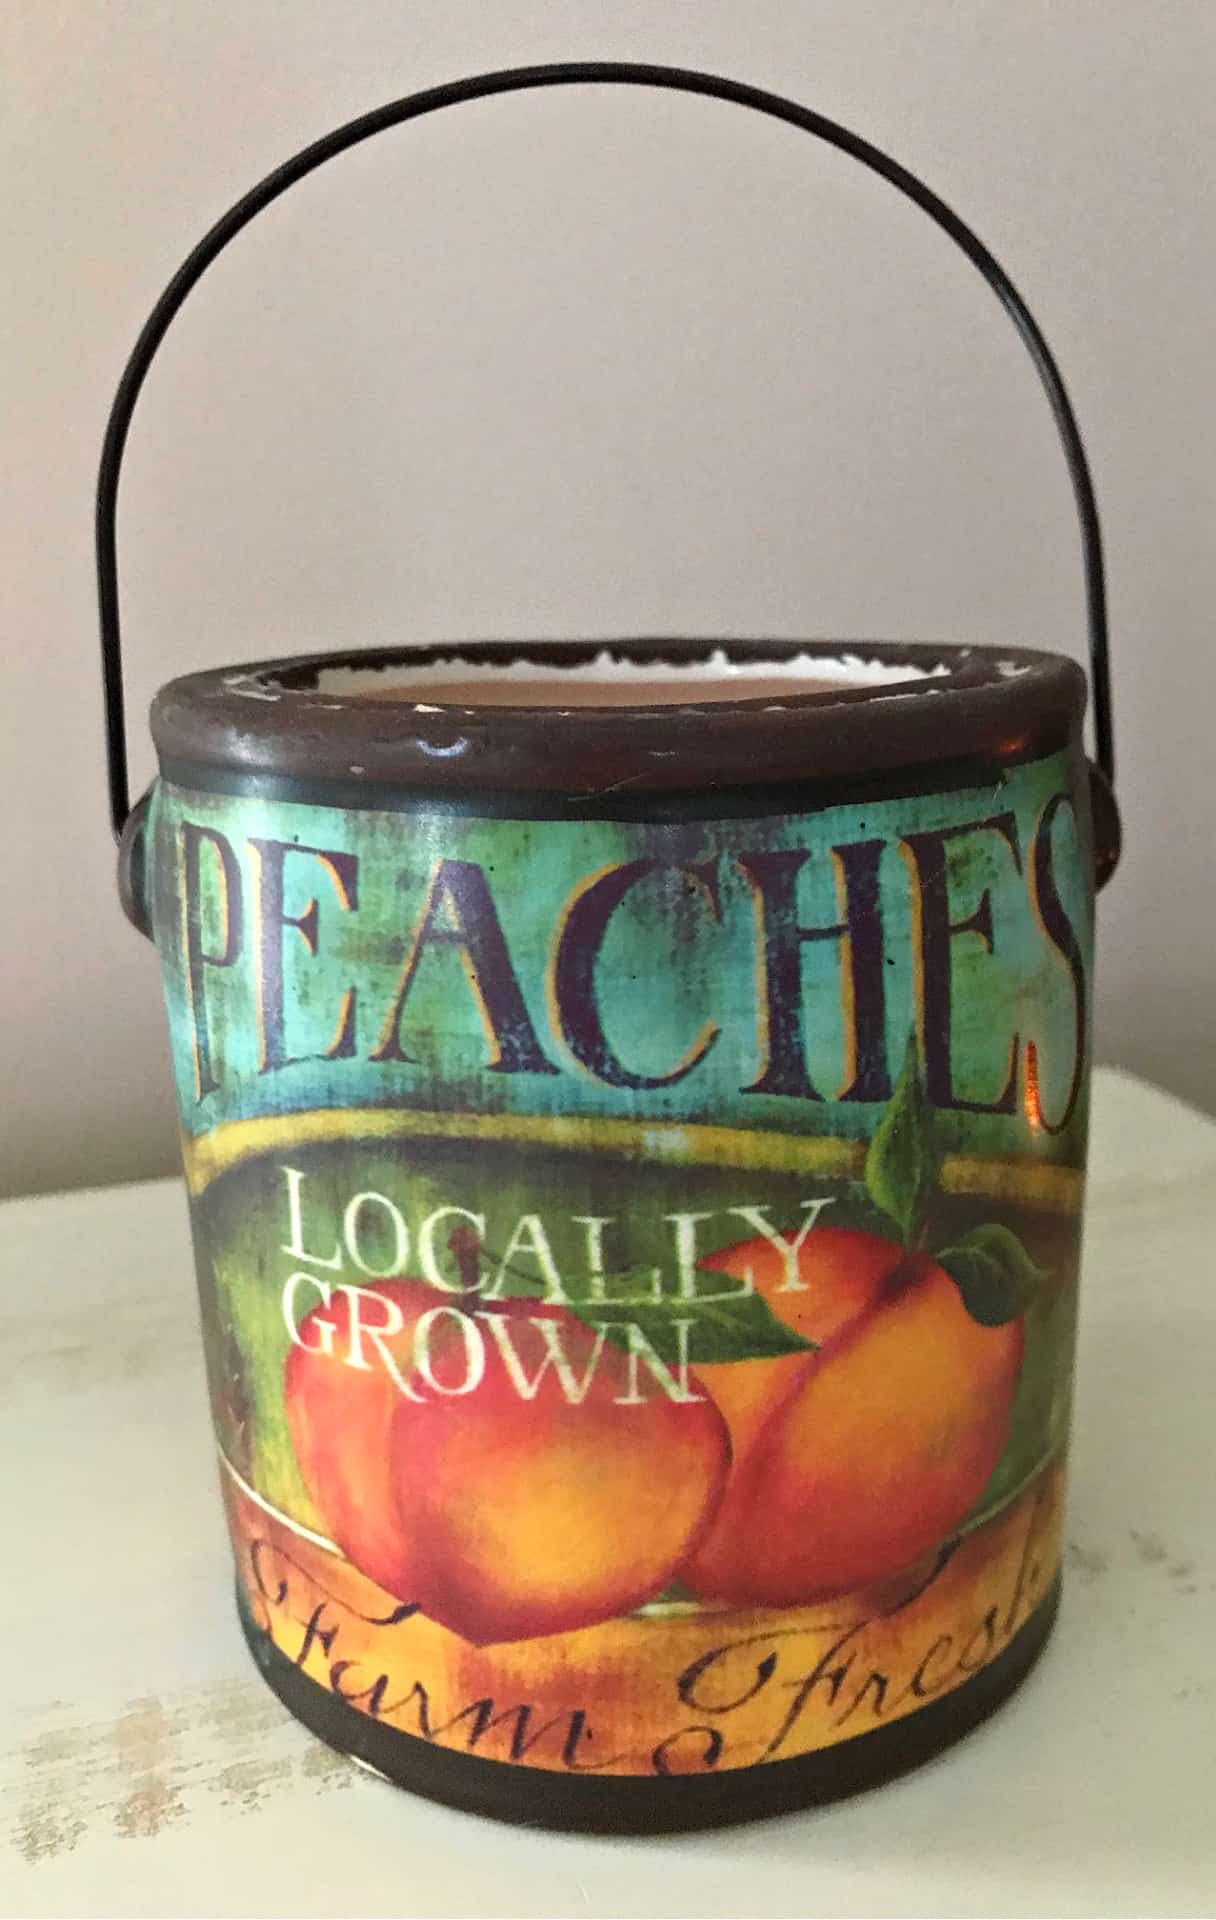 PEACHES
LOCALLY
GROWN
Farm Fresh